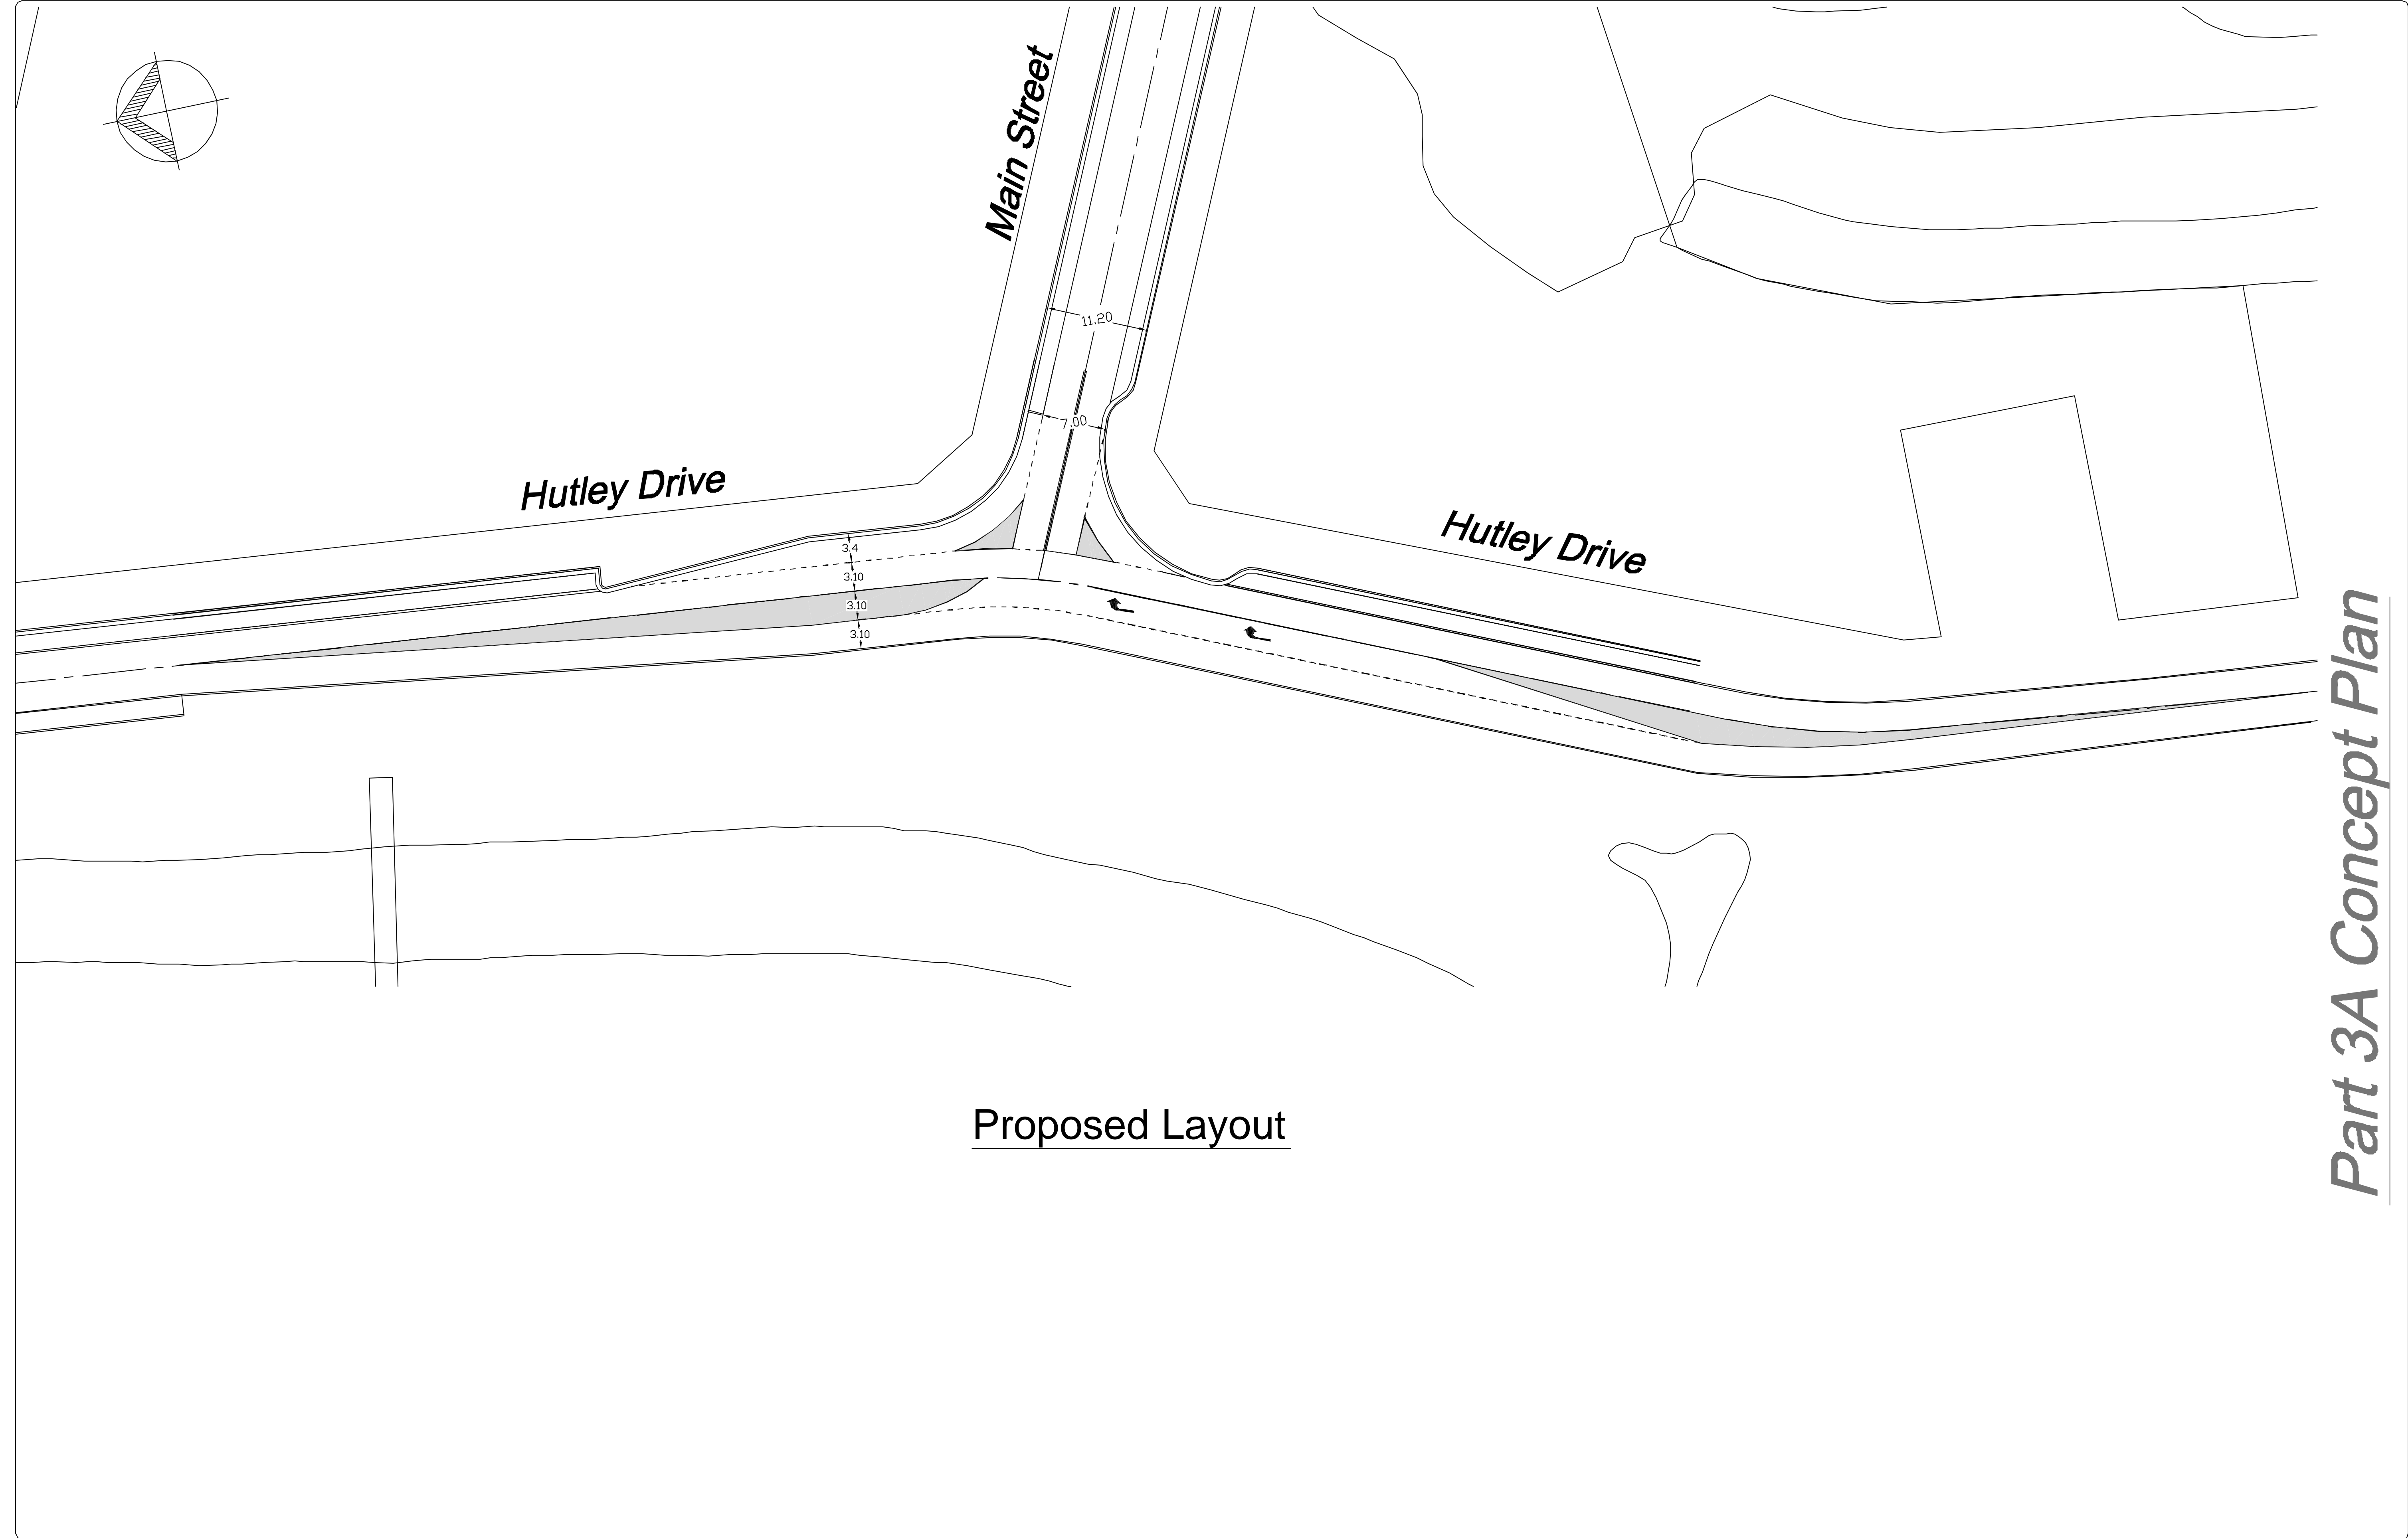 Main Street
11.20
7.00
Hutley Drive
Hutley Drive
3.4
3.10
3.10
3.10
Part 3A Concept Plan
Proposed Layout